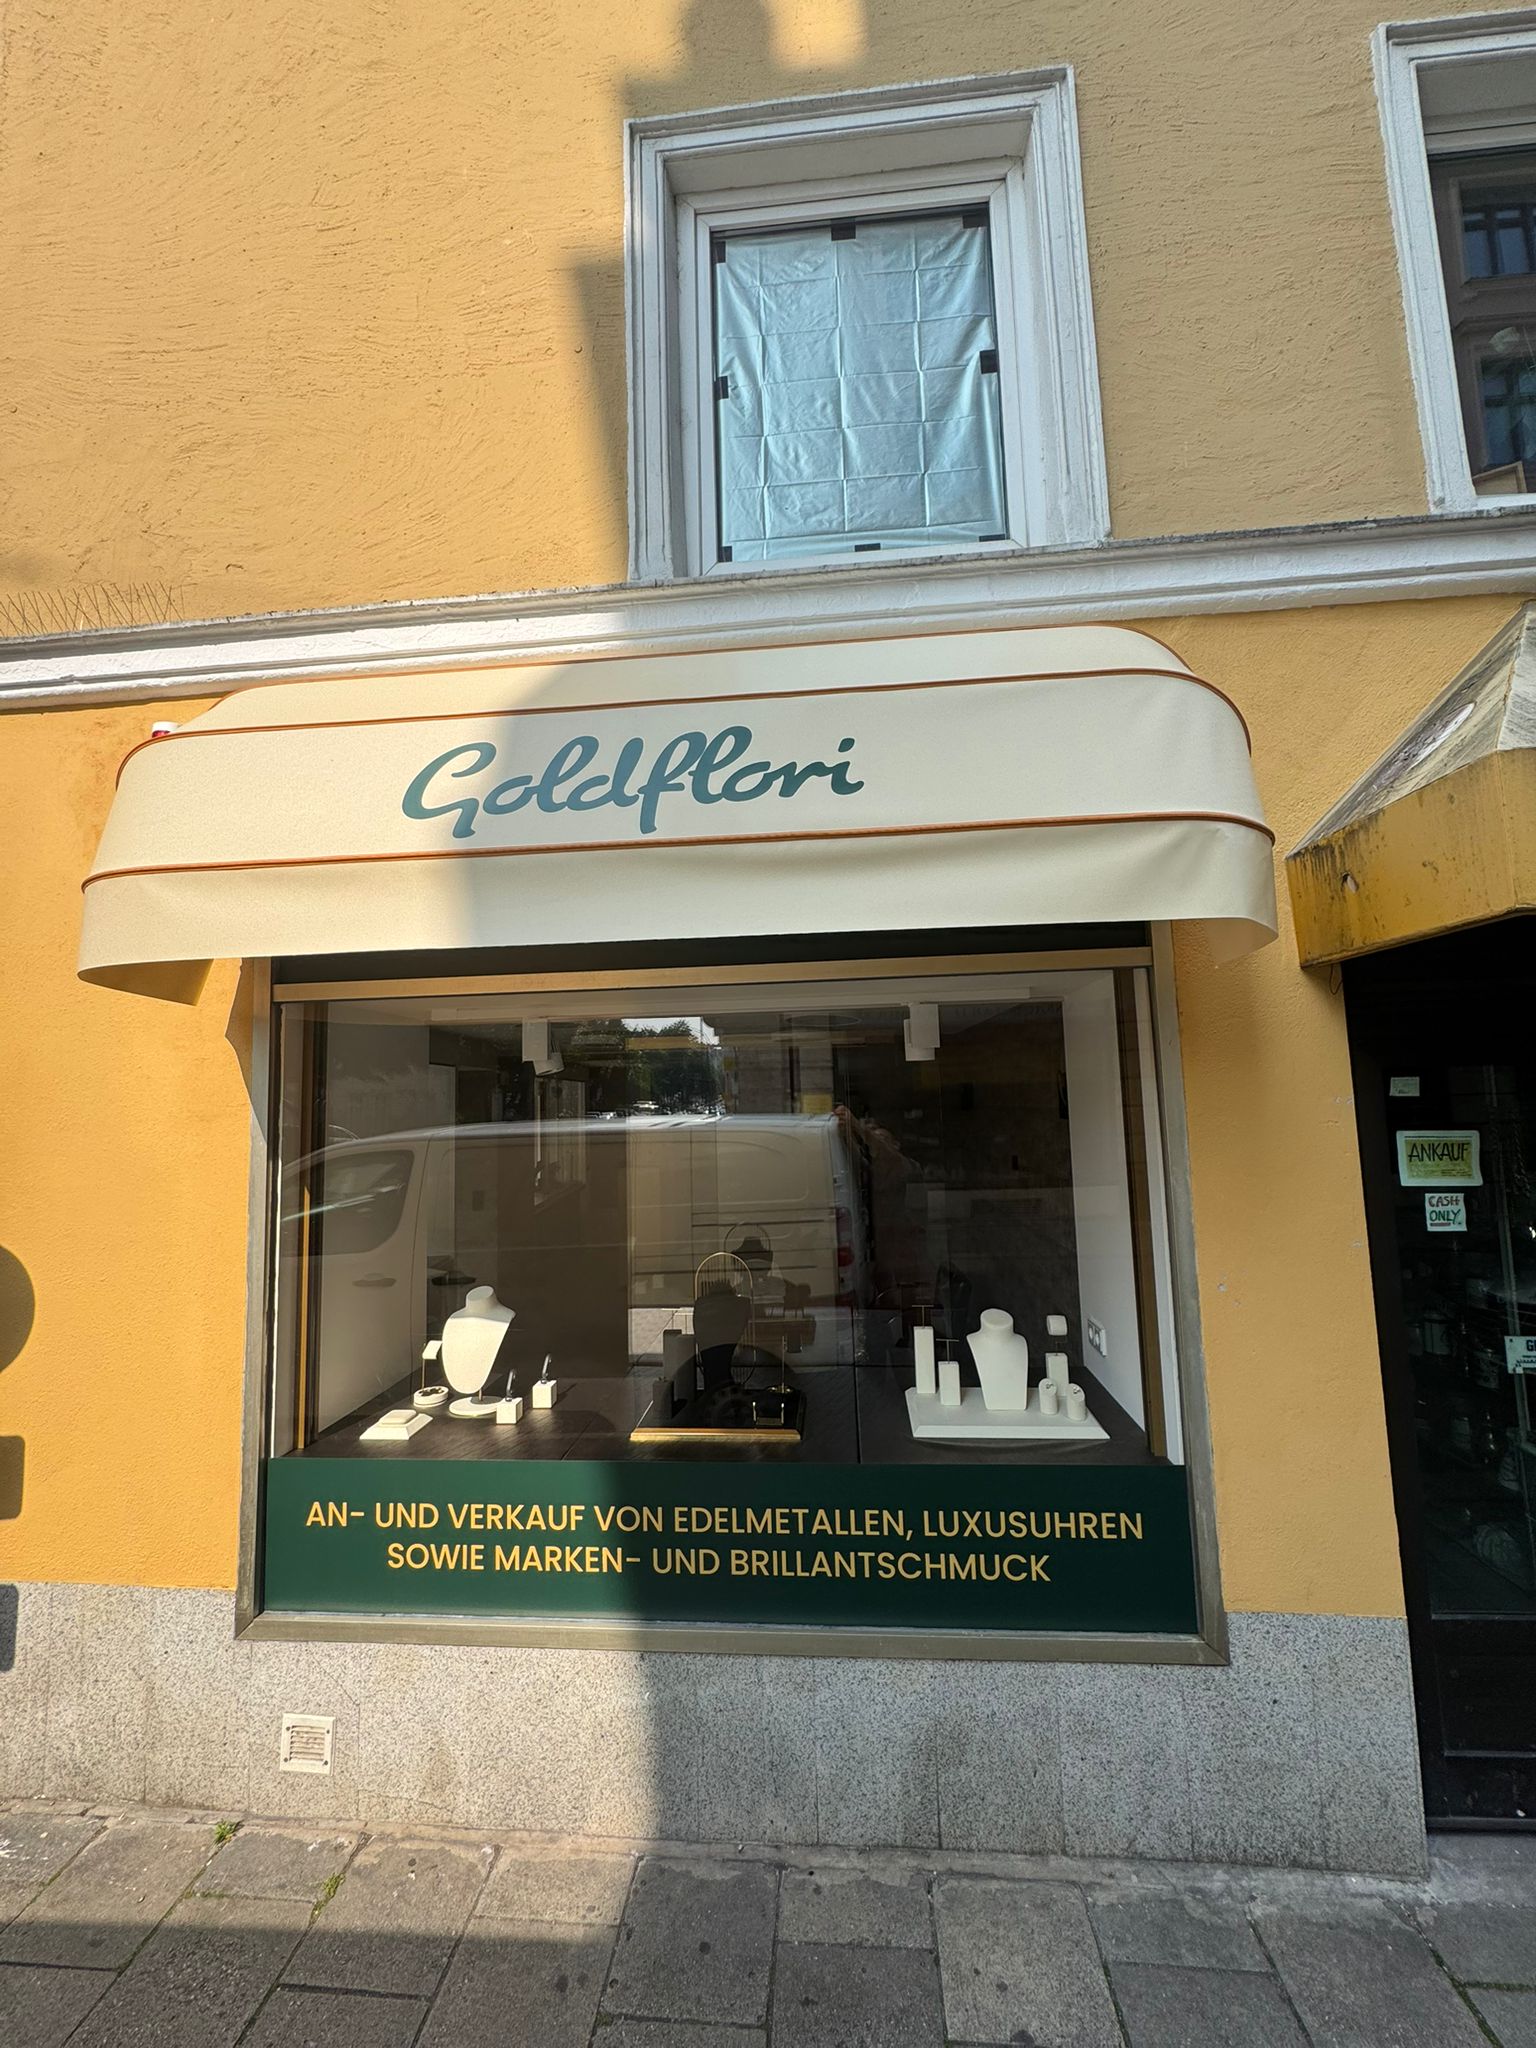 Goldflori
AN- UND VERKAUF VON EDELMETALLEN, LUXUSUHREN
SOWIE MARKEN- UND BRILLANTSCHMUCK
ANKAUF
CASH
ONLY